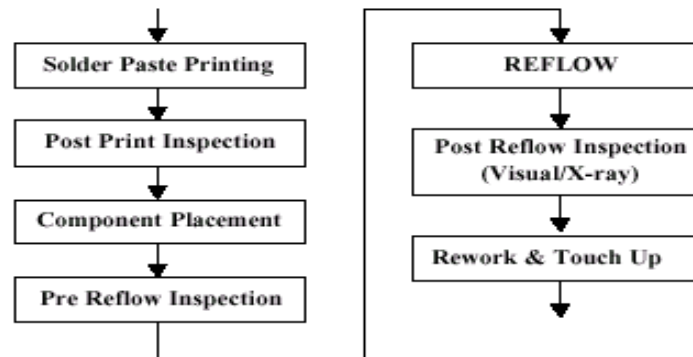 Solder Paste Printing
Post Print Inspection
Component Placement
Pre Reflow Inspection
REFLOW
Post Reflow Inspection
(Visual/X-ray)
Rework & Touch Up